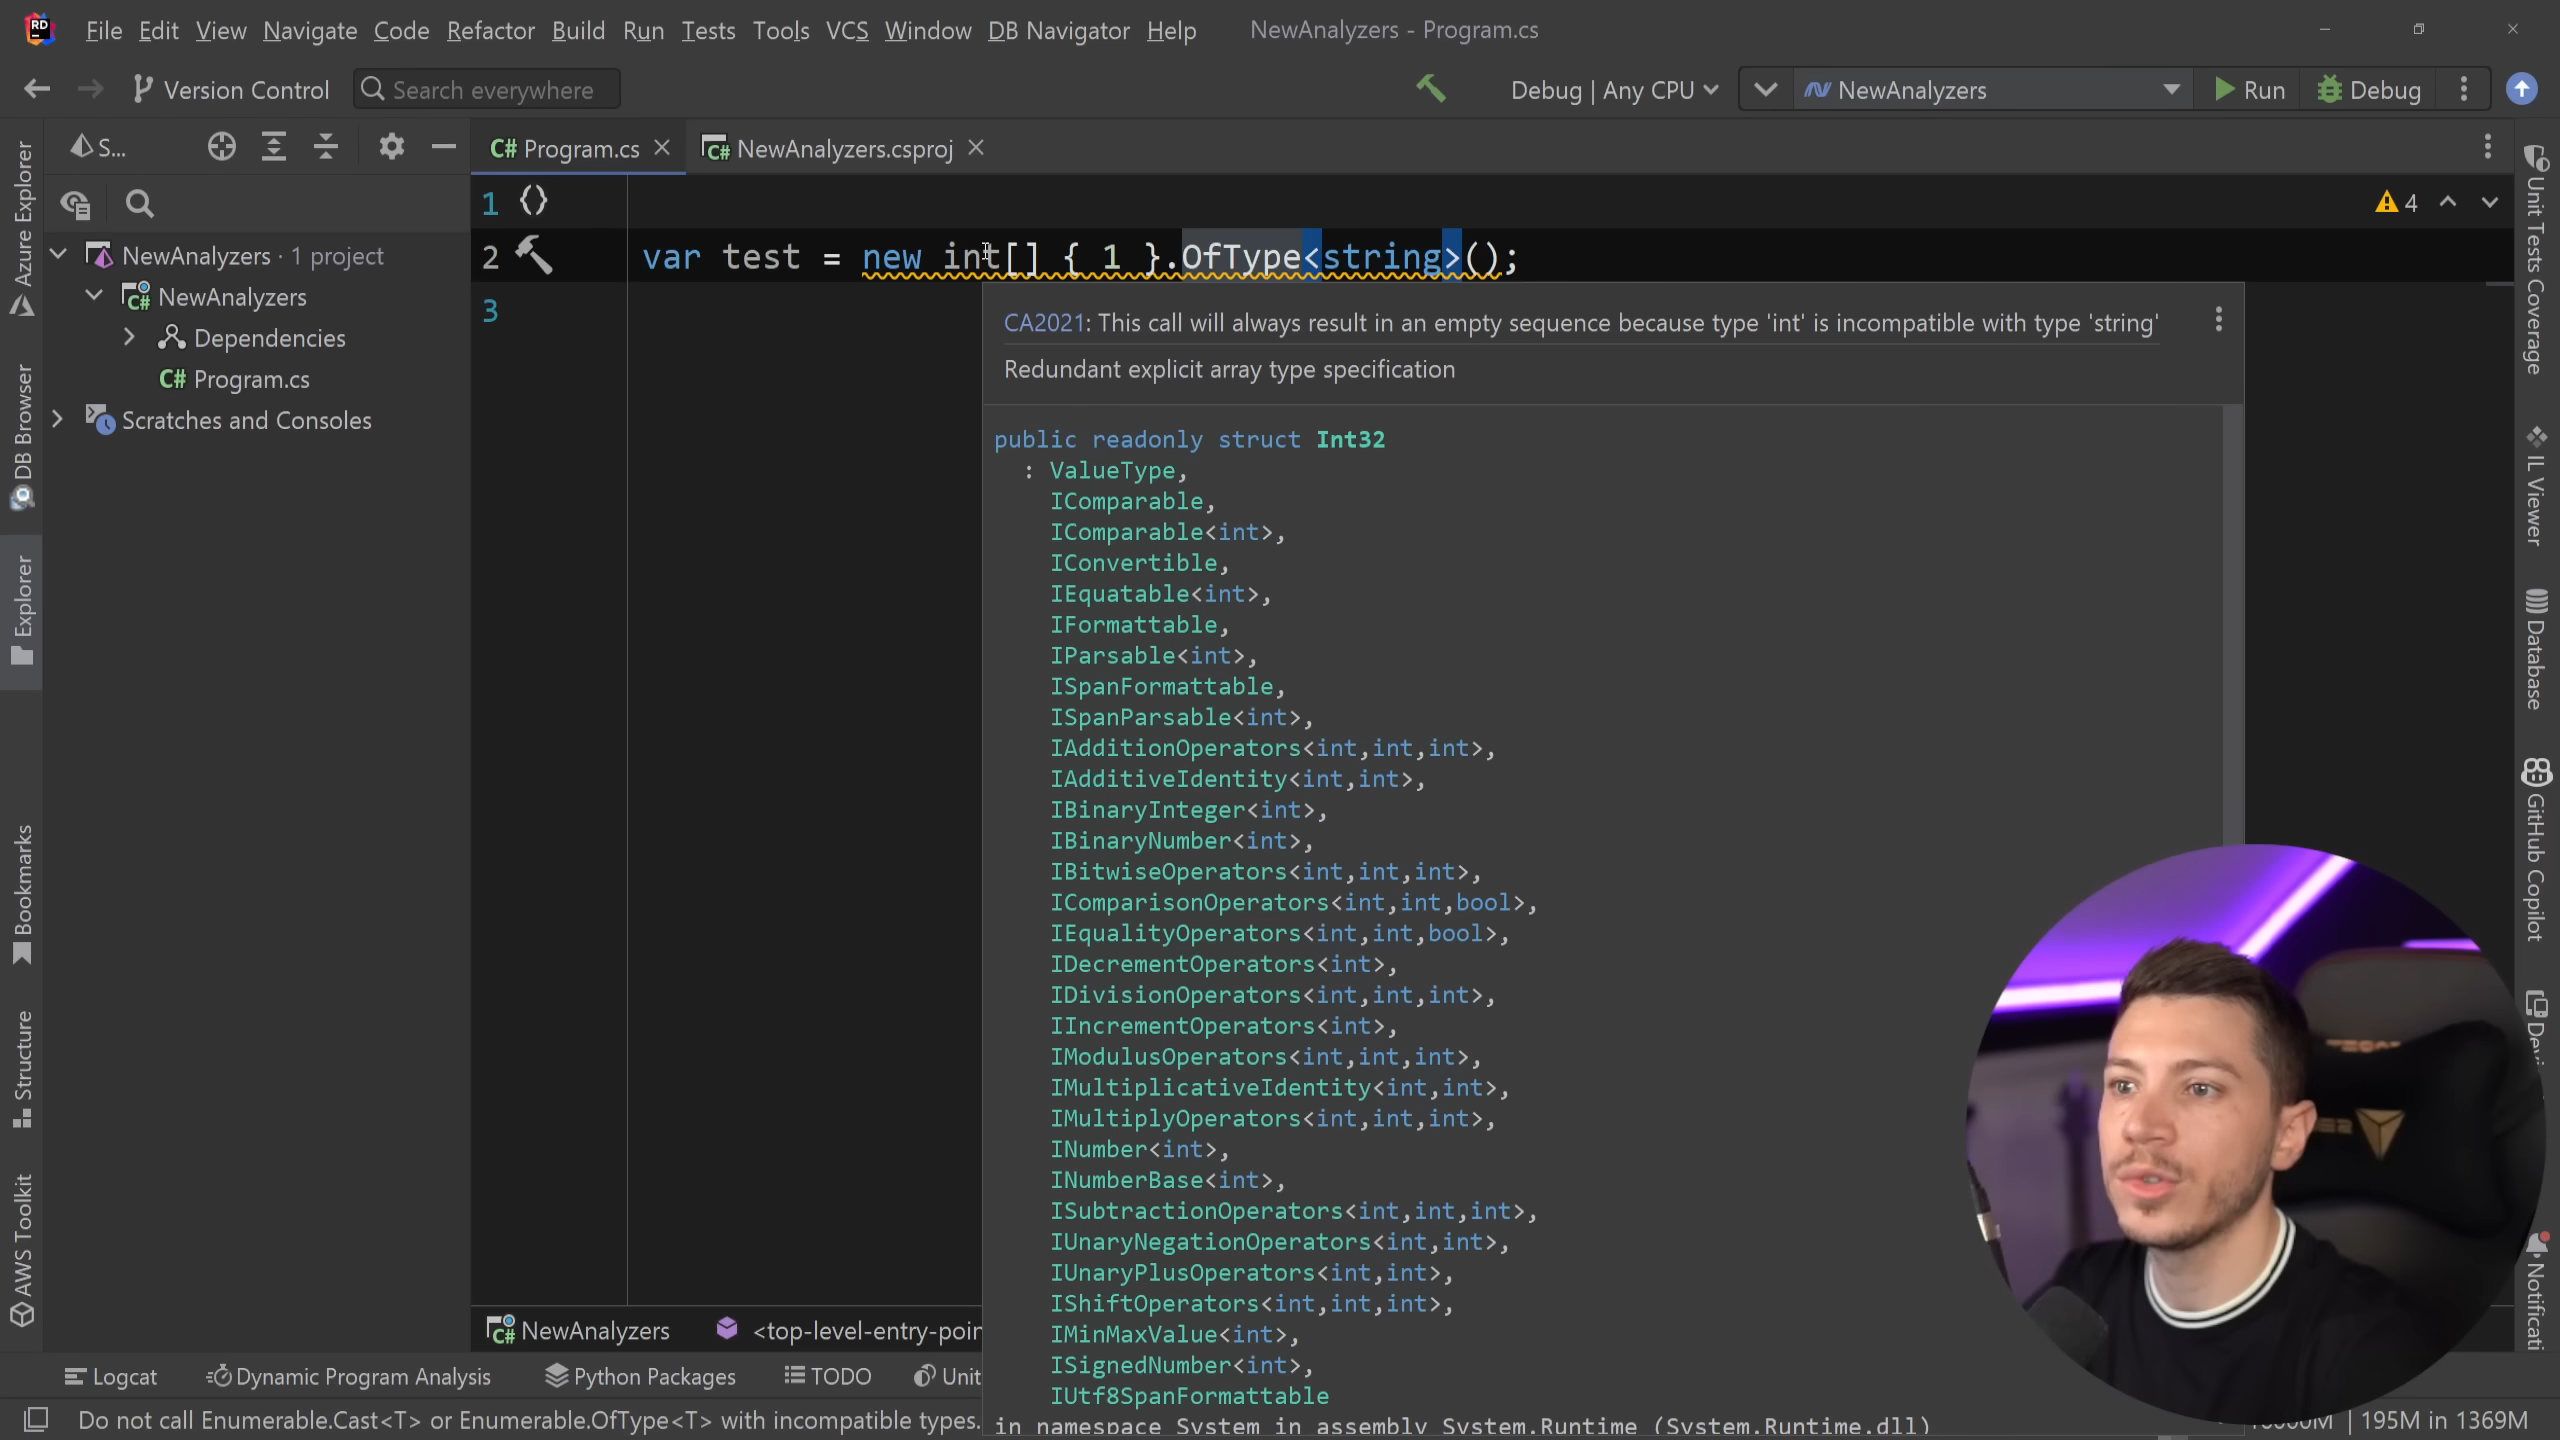 RD File Edit View Navigate Code Refactor Build Run Tests Tools VCS Window DB Navigator Help NewAnalyzers - Program.cs
Version Control Search everywhere Debug | Any CPU NewAnalyzers Run Debug
S... C# Program.cs C# NewAnalyzers.csproj
1
4
NewAnalyzers · 1 project
2 var test = new int[] { 1 }.OfType<string>();
C# NewAnalyzers
3
Dependencies
C# Program.cs
Scratches and Consoles
CA2021: This call will always result in an empty sequence because type 'int' is incompatible with type 'string'
Redundant explicit array type specification
public readonly struct Int32
: ValueType,
IComparable,
IComparable<int>,
IConvertible,
IEquatable<int>,
IFormattable,
IParsable<int>,
ISpanFormattable,
ISpanParsable<int>,
IAdditionOperators<int,int,int>,
IAdditiveIdentity<int,int>,
IBinaryInteger<int>,
IBinaryNumber<int>,
IBitwiseOperators<int,int,int>,
IComparisonOperators<int,int,bool>,
IEqualityOperators<int,int,bool>,
IDecrementOperators<int>,
IDivisionOperators<int,int,int>,
IIncrementOperators<int>,
IModulusOperators<int,int,int>,
IMultiplicativeIdentity<int,int>,
IMultiplyOperators<int,int,int>,
INumber<int>,
INumberBase<int>,
ISubtractionOperators<int,int,int>,
IUnaryNegationOperators<int,int>,
IUnaryPlusOperators<int,int>,
IShiftOperators<int,int,int>,
IMinMaxValue<int>,
ISignedNumber<int>,
IUtf8SpanFormattable
in namespace System in assembly System.Runtime (System.Runtime.dll)
Azure Explorer
DB Browser
Explorer
Bookmarks
Structure
AWS Toolkit
Unit Tests Coverage
IL Viewer
Database
GitHub Copilot
Devi
Notificati
C# NewAnalyzers <top-level-entry-poin
Logcat Dynamic Program Analysis Python Packages TODO Unit
Do not call Enumerable.Cast<T> or Enumerable.OfType<T> with incompatible types. | 195M in 1369M